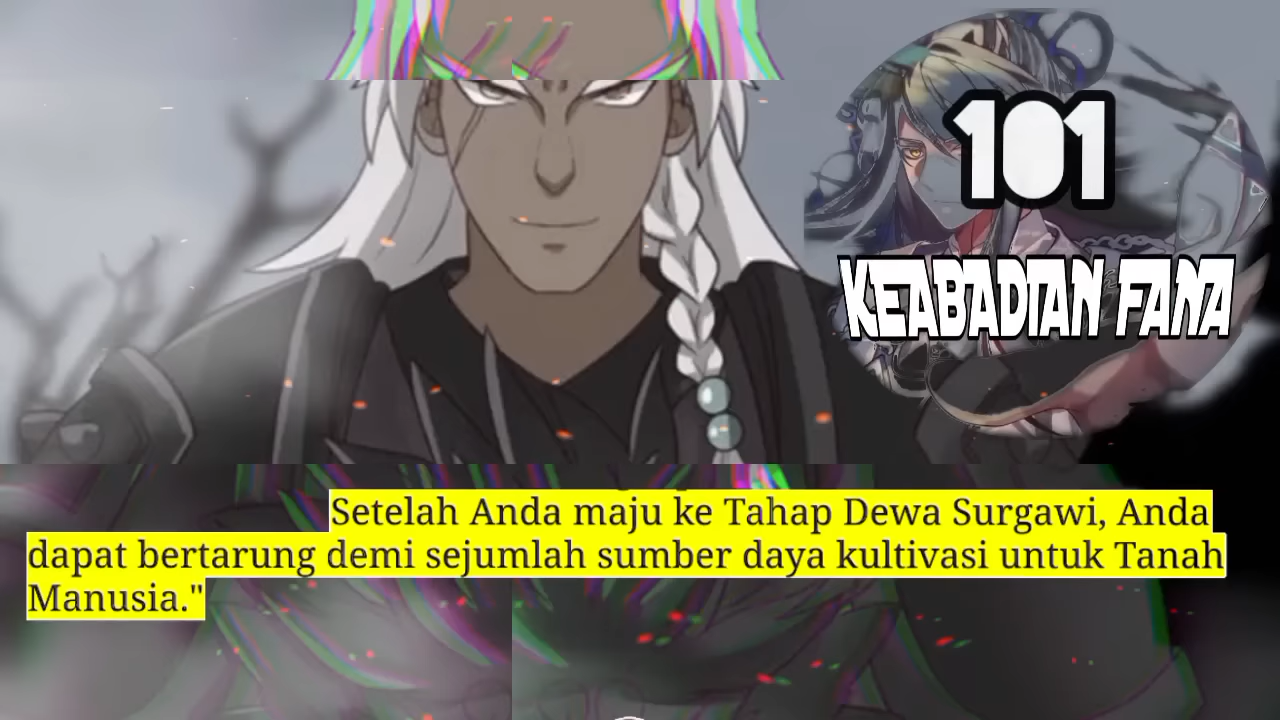 101
KEABADIAN FANA
Setelah Anda maju ke Tahap Dewa Surgawi, Anda
dapat bertarung demi sejumlah sumber daya kultivasi untuk Tanah
Manusia."